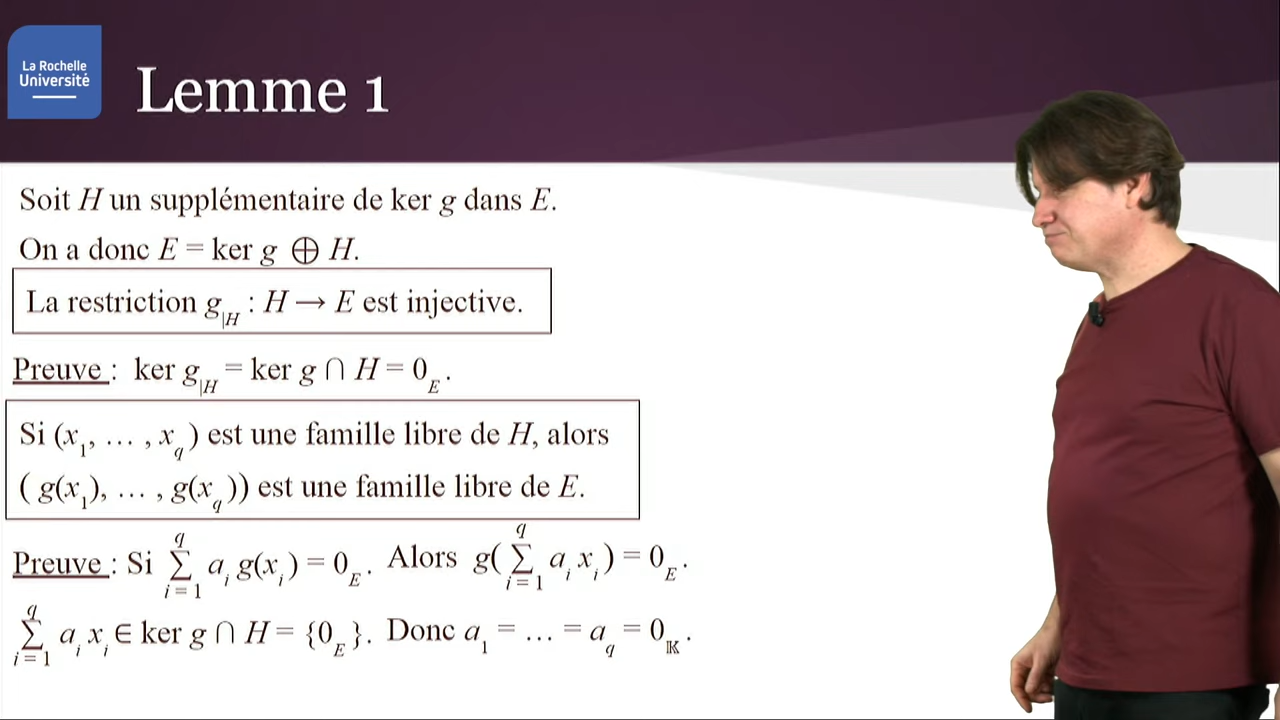 La Rochelle
Université
Lemme 1
Soit H un supplémentaire de ker g dans E.
On a donc E = ker g ⊕ H.
La restriction g|H : H → E est injective.
Preuve : ker g|H = ker g ∩ H = 0E.
Si (x1, … , xq) est une famille libre de H, alors
( g(x1), … , g(xq)) est une famille libre de E.
Preuve : Si ∑_{i = 1}^{q} ai g(xi) = 0E. Alors g(∑_{i = 1}^{q} ai xi) = 0E.
∑_{i = 1}^{q} ai xi ∈ ker g ∩ H = {0E}. Donc a1 = … = aq = 0𝕂.